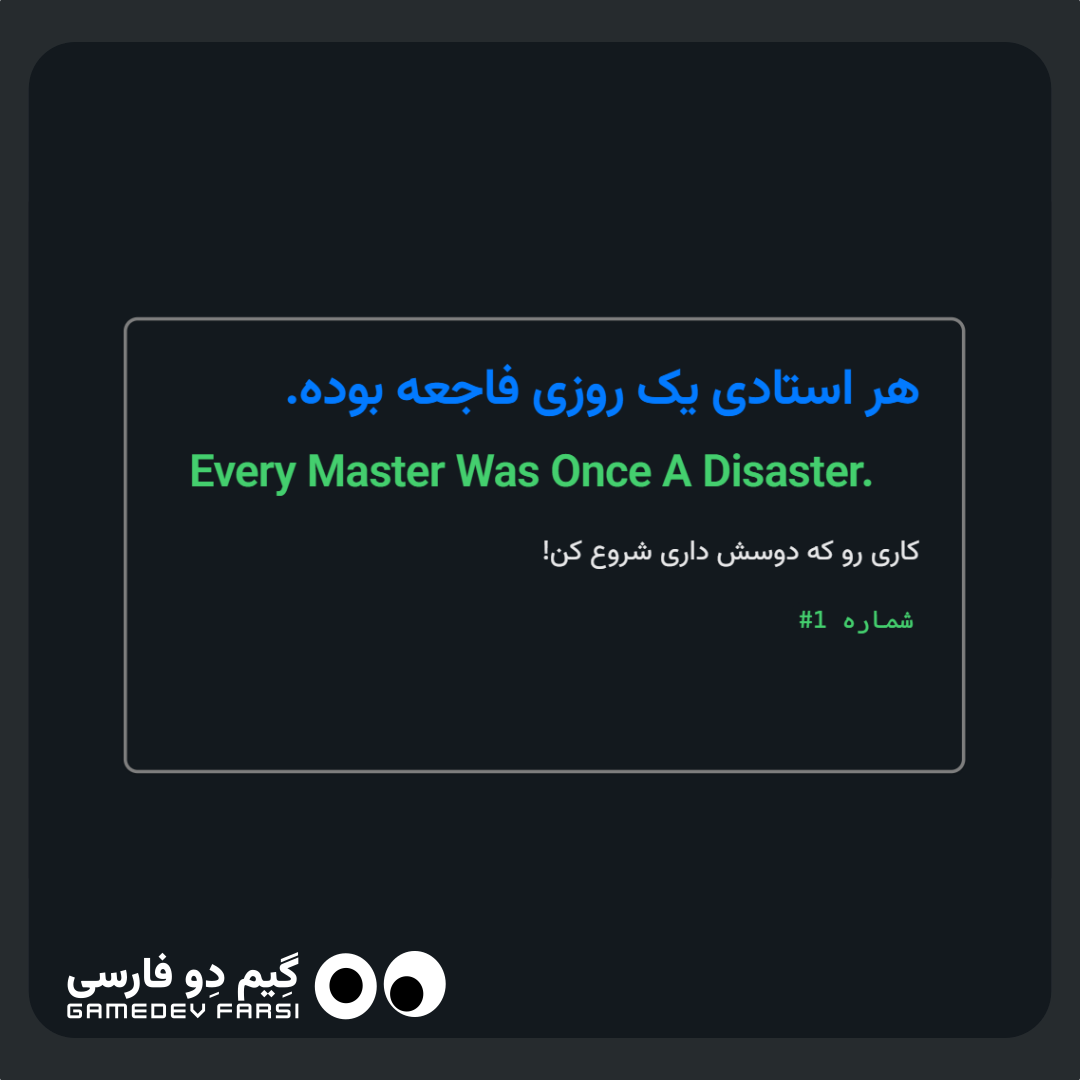 هر استادی یک روزی فاجعه بوده.
Every Master Was Once A Disaster.
کاری رو که دوسش داری شروع کن!
شماره 1#
گِیم دِو فارسی
GAMEDEV FARSI